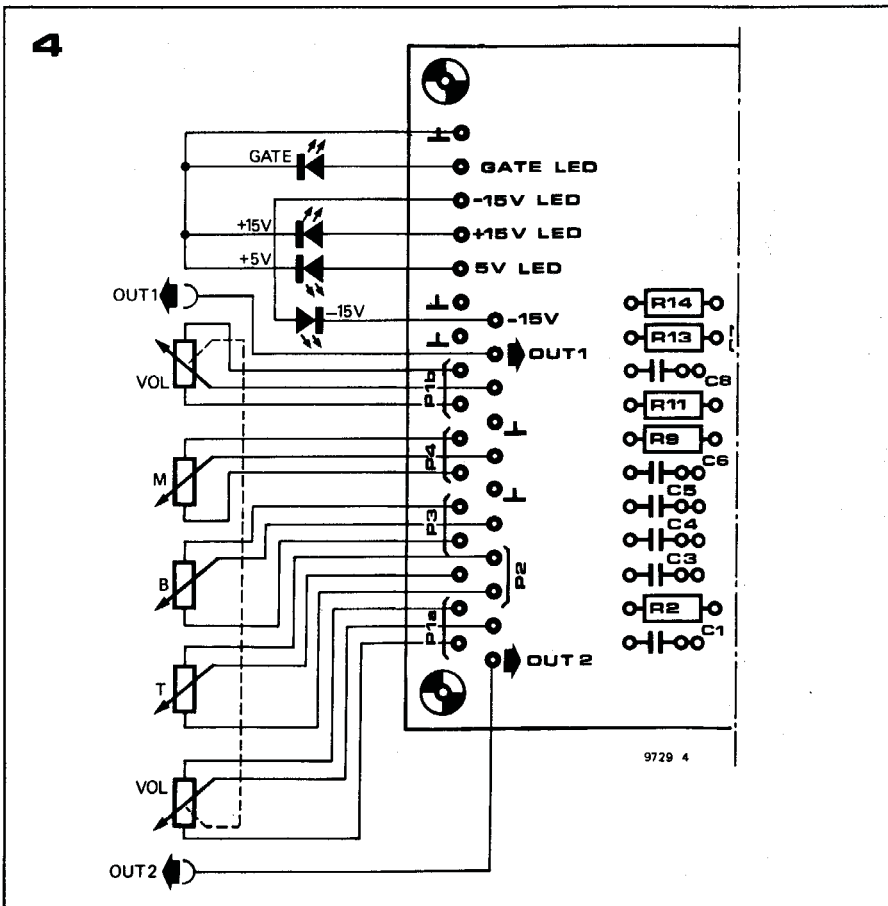 4
GATE
GATE LED
-15V LED
+15V
+15V LED
+5V
5V LED
OUT1
-15V
-15V
OUT1
VOL
P1b
M
P4
B
P3
P2
P1a
T
OUT 2
VOL
OUT2
R14
R13
C8
R11
R9
C6
C5
C4
C3
R2
C1
9729 4